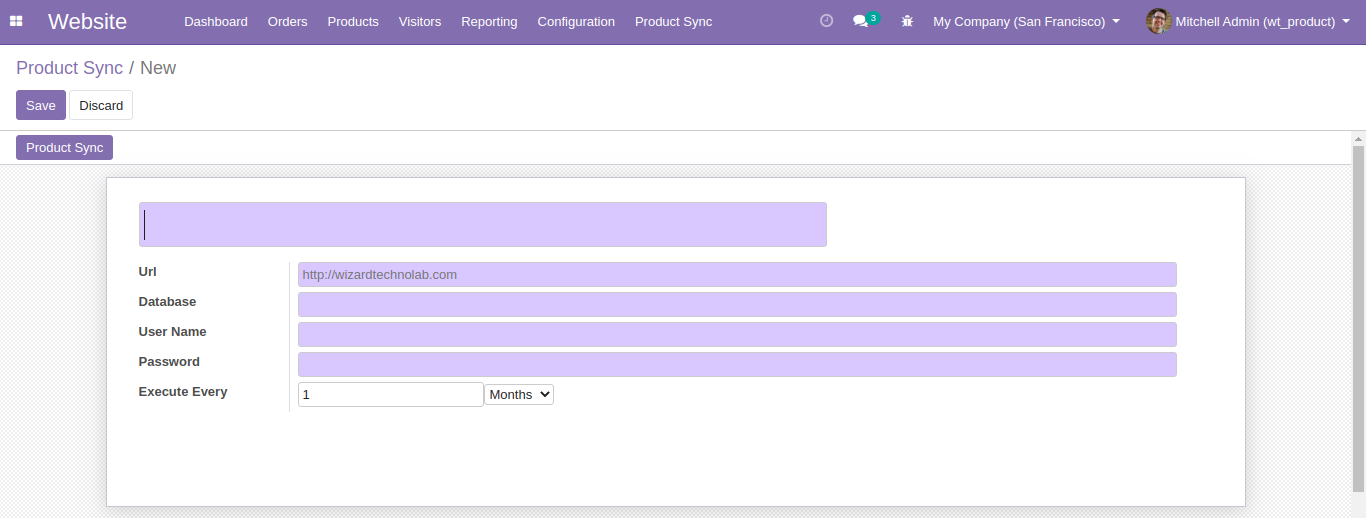 Website Dashboard Orders Products Visitors Reporting Configuration Product Sync 3 My Company (San Francisco) Mitchell Admin (wt_product)
Product Sync / New
Save Discard
Product Sync
Url http://wizardtechnolab.com
Database
User Name
Password
Execute Every 1 Months